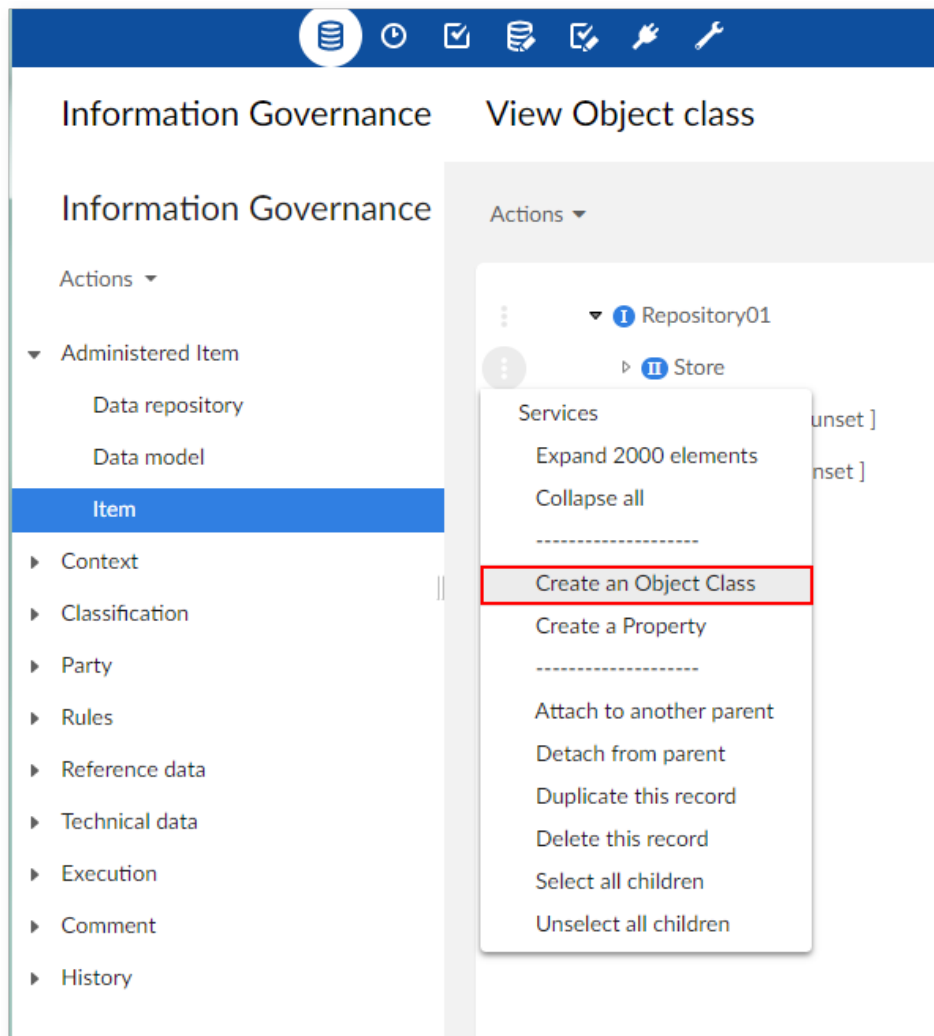 Information Governance
View Object class
Information Governance
Actions
Actions
Administered Item
Data repository
Data model
Item
Context
Classification
Party
Rules
Reference data
Technical data
Execution
Comment
History
I Repository01
II Store
unset ]
nset ]
Services
Expand 2000 elements
Collapse all
--------------------
Create an Object Class
Create a Property
--------------------
Attach to another parent
Detach from parent
Duplicate this record
Delete this record
Select all children
Unselect all children